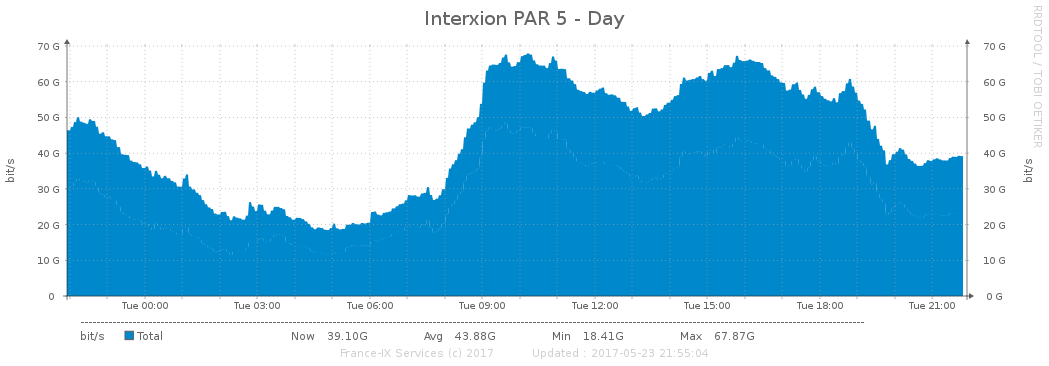 Interxion PAR 5 - Day
RRDTOOL / TOBI OETIKER
70 G 70 G
60 G 60 G
50 G 50 G
40 G 40 G
30 G 30 G
20 G 20 G
10 G 10 G
0 0 G
bit/s
bit/s
Tue 00:00 Tue 03:00 Tue 06:00 Tue 09:00 Tue 12:00 Tue 15:00 Tue 18:00 Tue 21:00
bit/s Total Now 39.10G Avg 43.88G Min 18.41G Max 67.87G
France-IX Services (c) 2017 Updated : 2017-05-23 21:55:04